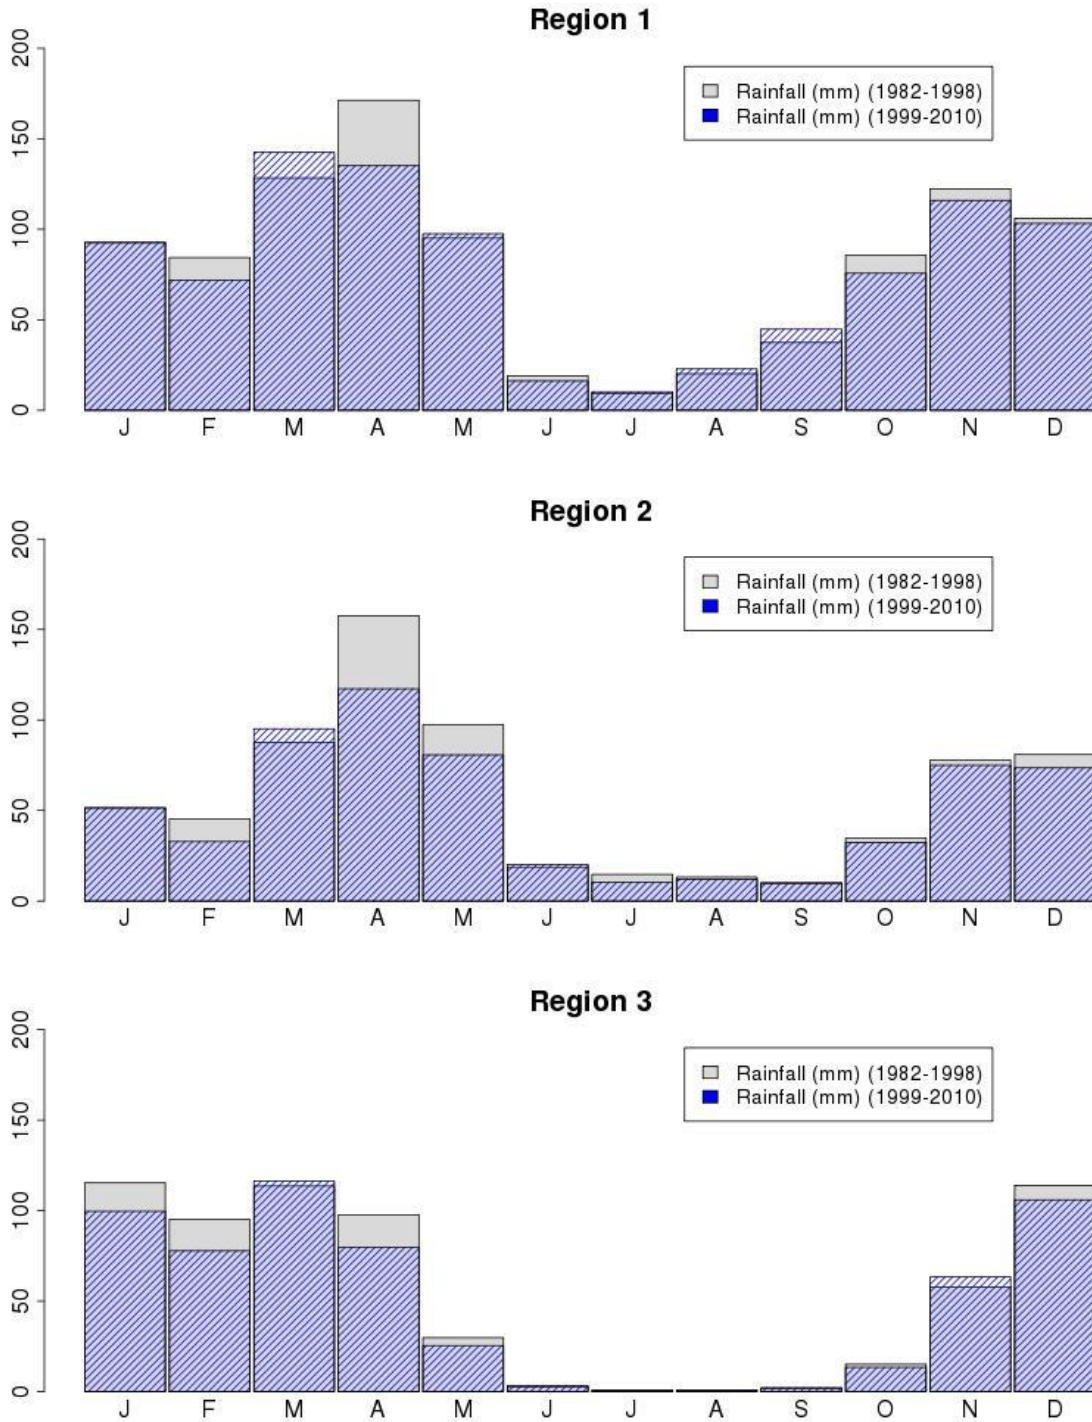 Region 1
200
150
100
50
0
Rainfall (mm) (1982-1998)
Rainfall (mm) (1999-2010)
J F M A M J J A S O N D
Region 2
200
150
100
50
0
Rainfall (mm) (1982-1998)
Rainfall (mm) (1999-2010)
J F M A M J J A S O N D
Region 3
200
150
100
50
0
Rainfall (mm) (1982-1998)
Rainfall (mm) (1999-2010)
J F M A M J J A S O N D